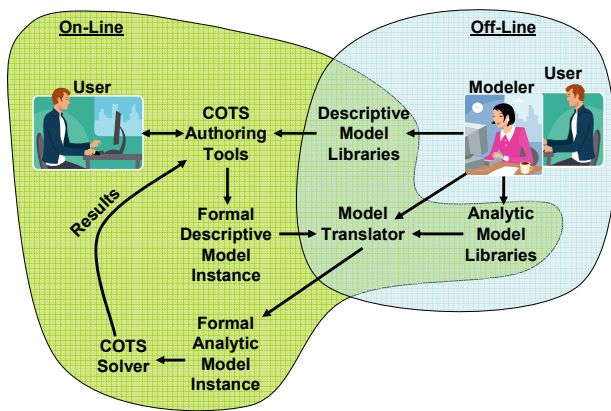 On-Line
Off-Line
User
User
Modeler
COTS
Authoring
Tools
Descriptive
Model
Libraries
Results
Formal
Descriptive
Model
Instance
Model
Translator
Analytic
Model
Libraries
Formal
Analytic
Model
Instance
COTS
Solver